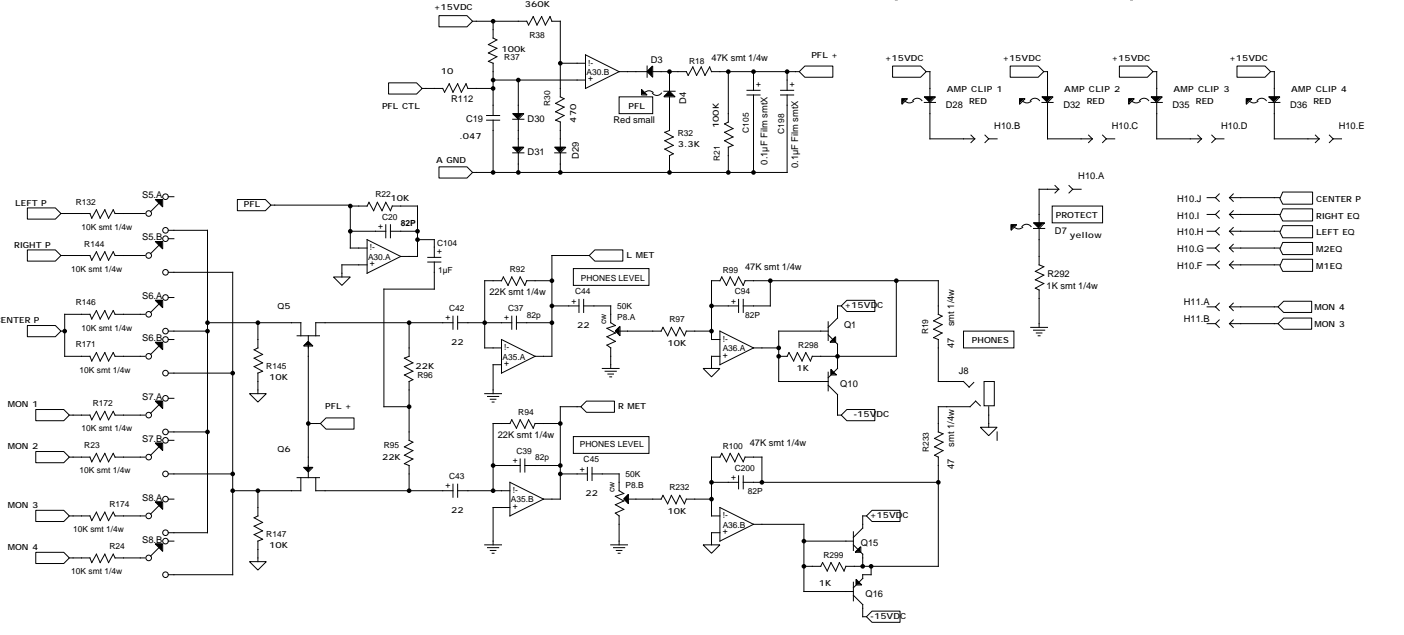 360K
+15VDC
R38
100k
R37
10
R112
PFL CTL
C19
.047
D30
D31
A GND
A30.B
!-
+
R30
470
D29
D3
PFL
Red small
D4
R32
3.3K
R18
47K smt 1/4w
PFL +
100K
R21
C105
+
0.1µF Film smtX
C198
+
0.1µF Film smtX
+15VDC
AMP CLIP 1
D28 RED
H10.B
+15VDC
AMP CLIP 2
D32 RED
H10.C
+15VDC
AMP CLIP 3
D35 RED
H10.D
+15VDC
AMP CLIP 4
D36 RED
H10.E
H10.A
PROTECT
D7 yellow
R292
1K smt 1/4w
H10.J CENTER P
H10.I RIGHT EQ
H10.H LEFT EQ
H10.G M2EQ
H10.F M1EQ
H11.A MON 4
H11.B MON 3
LEFT P
R132
10K smt 1/4w
S5.A
RIGHT P
R144
10K smt 1/4w
S5.B
ENTER P
R146
10K smt 1/4w
S6.A
R171
10K smt 1/4w
S6.B
MON 1
R172
10K smt 1/4w
S7.A
MON 2
R23
10K smt 1/4w
S7.B
MON 3
R174
10K smt 1/4w
S8.A
MON 4
R24
10K smt 1/4w
S8.B
PFL
R22 10K
C20
+ 82P
!-
A30.A
+
C104
+
1µF
Q5
R145
10K
PFL +
Q6
R147
10K
22K
R96
R95
22K
C42
+
22
R92
22K smt 1/4w
C37
+ 82p
!-
A35.A
+
L MET
PHONES LEVEL
C44
+
22
50K
P8.A
cw
R97
10K
R99 47K smt 1/4w
C94
+
82P
!-
A36.A
+
+15VDC
Q1
R298
1K
Q10
-15VDC
R19
47 smt 1/4w
PHONES
J8
C43
+
22
R94
22K smt 1/4w
C39
+ 82p
!-
A35.B
+
R MET
PHONES LEVEL
C45
+
22
50K
P8.B
cw
R232
10K
R100 47K smt 1/4w
C200
+
82P
!-
A36.B
+
+15VDC
Q15
R299
1K
Q16
-15VDC
R233
47 smt 1/4w